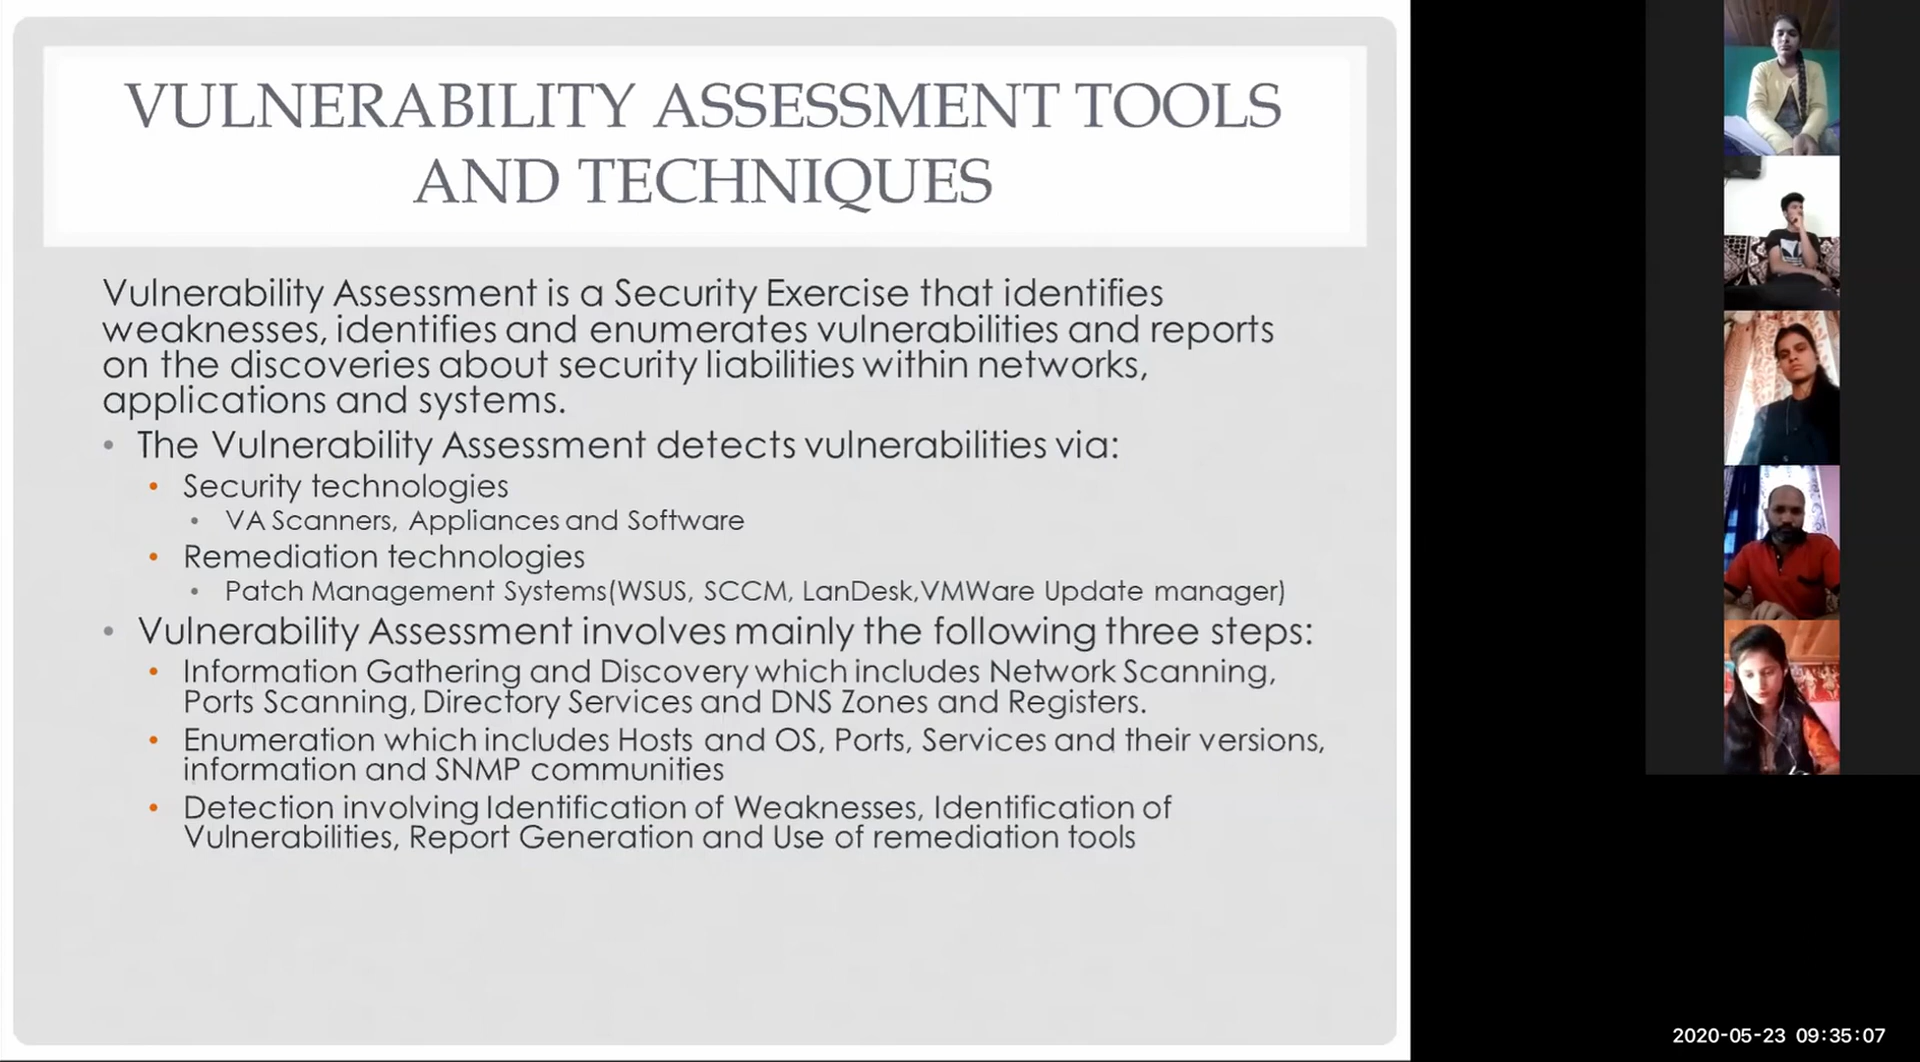 VULNERABILITY ASSESSMENT TOOLS
AND TECHNIQUES
Vulnerability Assessment is a Security Exercise that identifies
weaknesses, identifies and enumerates vulnerabilities and reports
on the discoveries about security liabilities within networks,
applications and systems.
• The Vulnerability Assessment detects vulnerabilities via:
• Security technologies
• VA Scanners, Appliances and Software
• Remediation technologies
• Patch Management Systems(WSUS, SCCM, LanDesk,VMWare Update manager)
• Vulnerability Assessment involves mainly the following three steps:
• Information Gathering and Discovery which includes Network Scanning,
Ports Scanning, Directory Services and DNS Zones and Registers.
• Enumeration which includes Hosts and OS, Ports, Services and their versions,
information and SNMP communities
• Detection involving Identification of Weaknesses, Identification of
Vulnerabilities, Report Generation and Use of remediation tools
2020-05-23 09:35:07